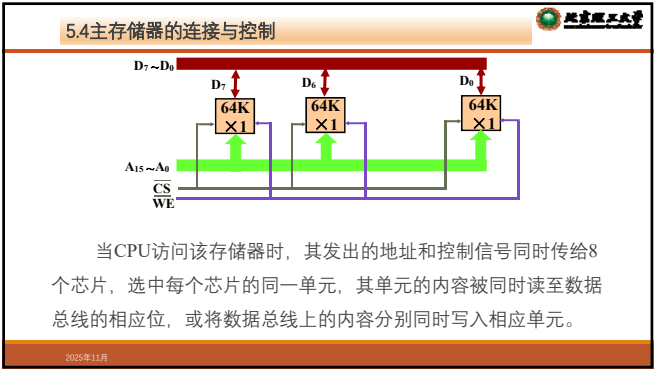 5.4主存储器的连接与控制
北京理工大学
D7~D0
D7
D6
D0
64K
×1
64K
×1
64K
×1
A15~A0
CS
WE
当CPU访问该存储器时，其发出的地址和控制信号同时传给8
个芯片，选中每个芯片的同一单元，其单元的内容被同时读至数据
总线的相应位，或将数据总线上的内容分别同时写入相应单元。
2025年11月